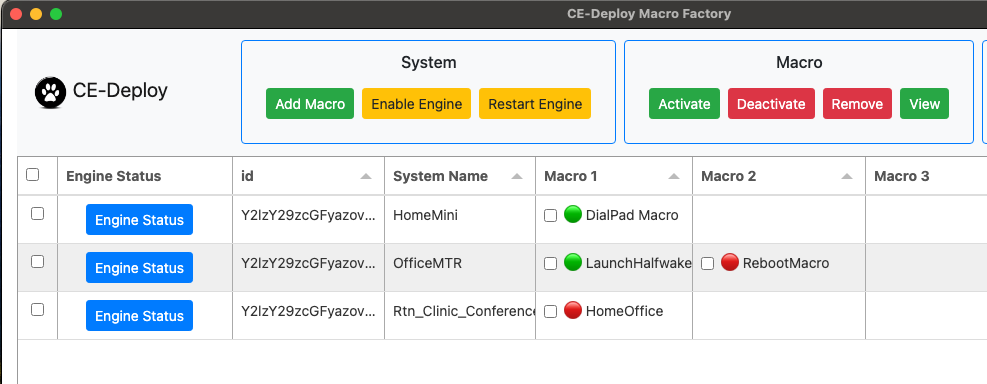 CE-Deploy Macro Factory
CE-Deploy
System
Add Macro Enable Engine Restart Engine
Macro
Activate Deactivate Remove View
Engine Status id System Name Macro 1 Macro 2 Macro 3
Engine Status Y2lzY29zcGFyazov... HomeMini DialPad Macro
Engine Status Y2lzY29zcGFyazov... OfficeMTR LaunchHalfwake RebootMacro
Engine Status Y2lzY29zcGFyazov... Rtn_Clinic_Conference HomeOffice